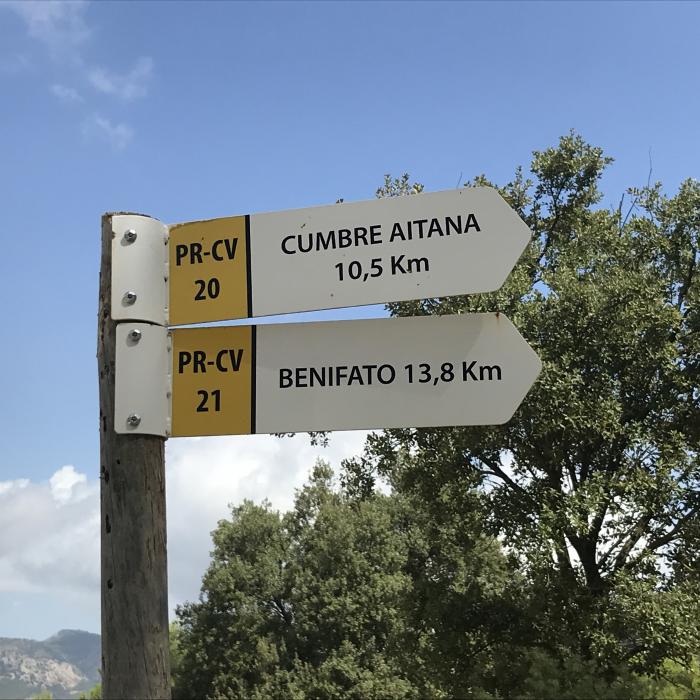 PR-CV
20
CUMBRE AITANA
10,5 Km
PR-CV
21
BENIFATO 13,8 Km